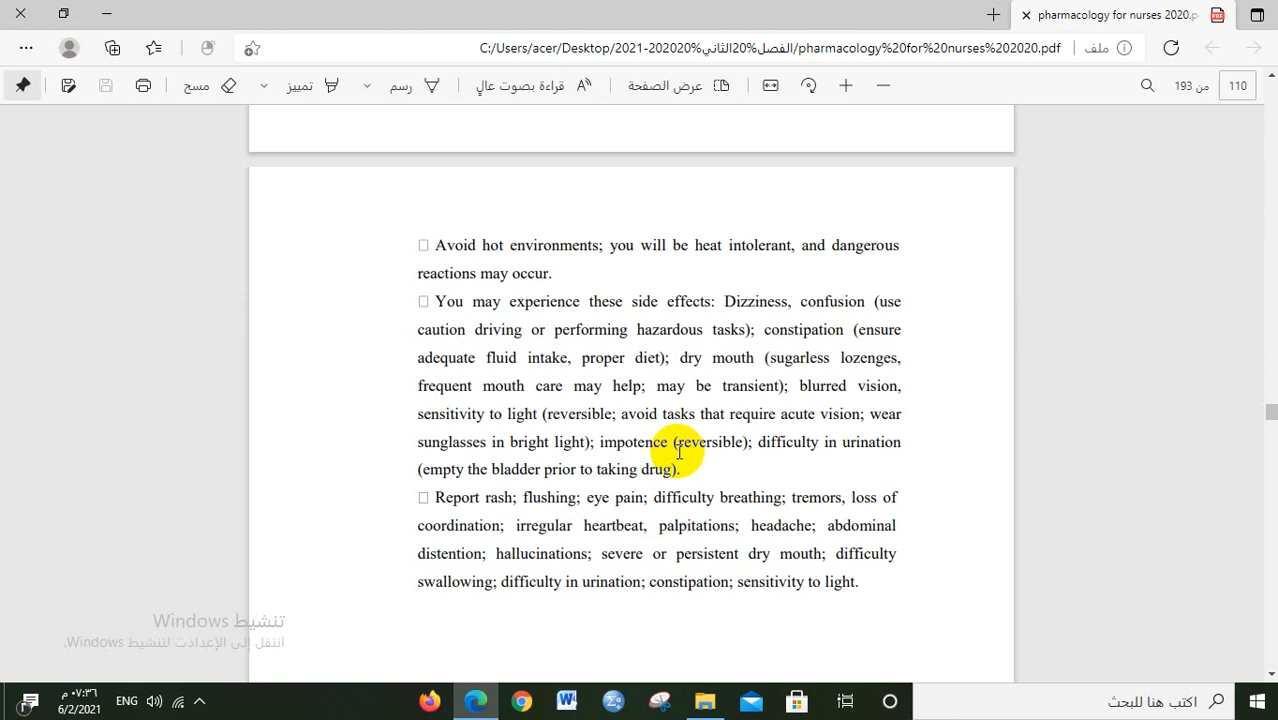 pharmacology for nurses 2020.p
ملف C:/Users/acer/Desktop/2021-202020%الفصل%20الثاني/pharmacology%20for%20nurses%202020.pdf
110 من 193 عرض الصفحة قراءة بصوت عالٍ رسم تمييز مسح
Avoid hot environments; you will be heat intolerant, and dangerous
reactions may occur.
You may experience these side effects: Dizziness, confusion (use
caution driving or performing hazardous tasks); constipation (ensure
adequate fluid intake, proper diet); dry mouth (sugarless lozenges,
frequent mouth care may help; may be transient); blurred vision,
sensitivity to light (reversible; avoid tasks that require acute vision; wear
sunglasses in bright light); impotence (reversible); difficulty in urination
(empty the bladder prior to taking drug).
Report rash; flushing; eye pain; difficulty breathing; tremors, loss of
coordination; irregular heartbeat, palpitations; headache; abdominal
distention; hallucinations; severe or persistent dry mouth; difficulty
swallowing; difficulty in urination; constipation; sensitivity to light.
تنشيط Windows
انتقل إلى الإعدادت لتنشيط Windows.
اكتب هنا للبحث
ENG
٠٧:٣٦ م
6/2/2021